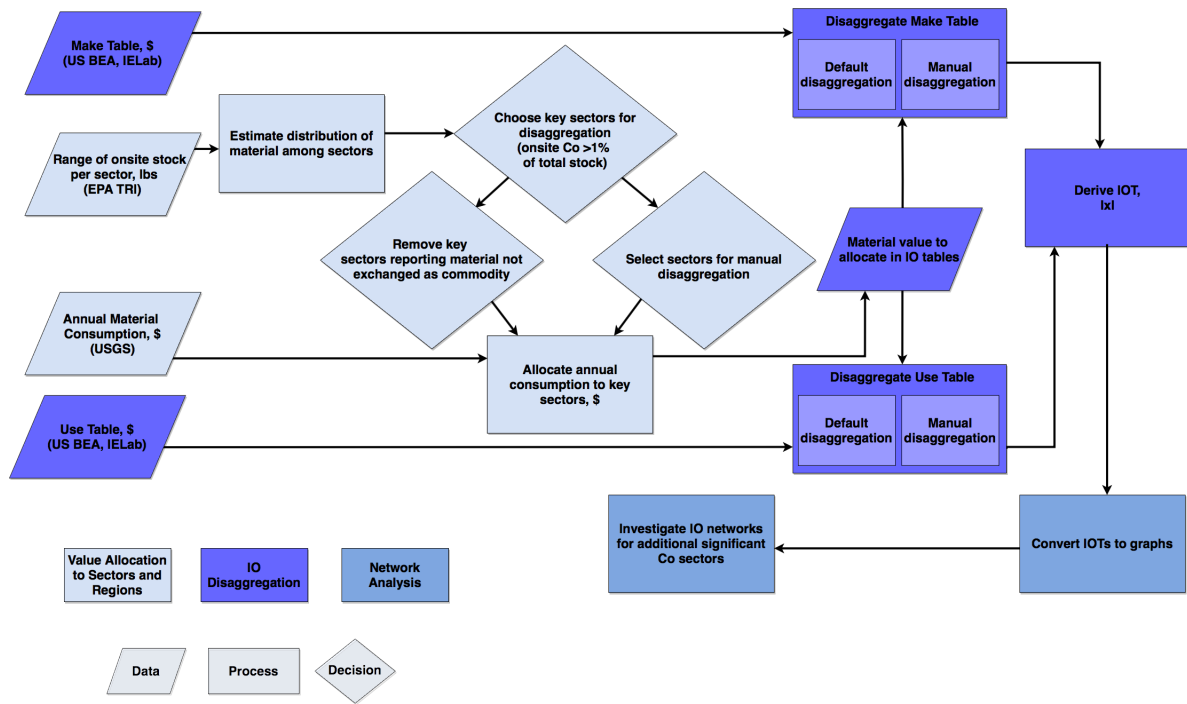 Make Table, $
(US BEA, IELab)
Disaggregate Make Table
Default
disaggregation
Manual
disaggregation
Range of onsite stock
per sector, lbs
(EPA TRI)
Estimate distribution of
material among sectors
Choose key sectors for
disaggregation
(onsite Co >1%
of total stock)
Derive IOT,
IxI
Remove key
sectors reporting material not
exchanged as commodity
Select sectors for manual
disaggregation
Material value to
allocate in IO tables
Annual Material
Consumption, $
(USGS)
Allocate annual
consumption to key
sectors, $
Disaggregate Use Table
Default
disaggregation
Manual
disaggregation
Use Table, $
(US BEA, IELab)
Investigate IO networks
for additional significant
Co sectors
Convert IOTs to graphs
Value Allocation
to Sectors and
Regions
IO
Disaggregation
Network
Analysis
Data
Process
Decision